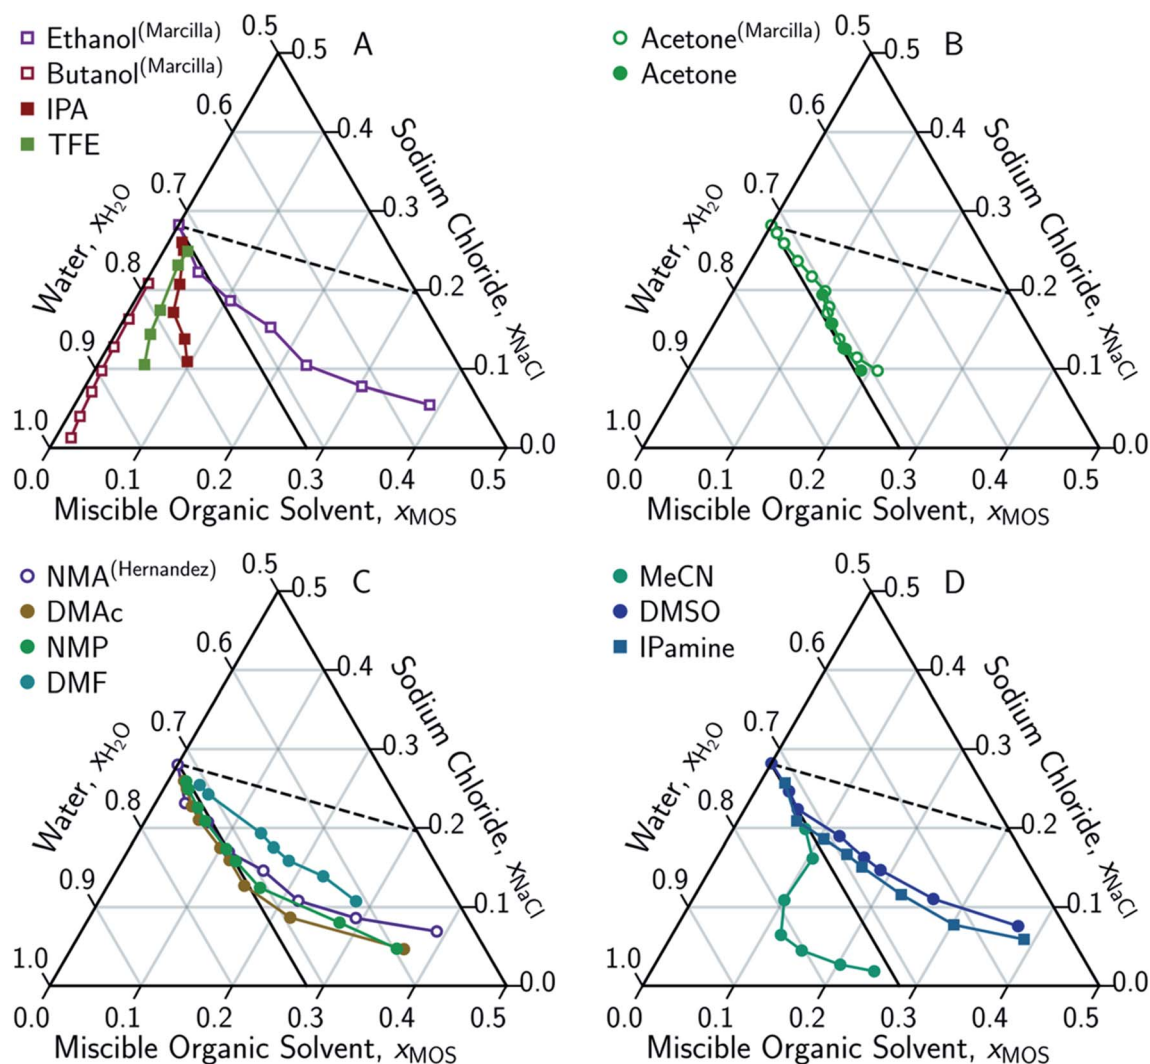 Ethanol(Marcilla)
Butanol(Marcilla)
IPA
TFE
A
0.5
0.6
0.7
0.8
0.9
1.0
Water, xH2O
0.5
0.4
0.3
0.2
0.1
0.0
Sodium Chloride, xNaCl
0.0 0.1 0.2 0.3 0.4 0.5
Miscible Organic Solvent, xMOS
Acetone(Marcilla)
Acetone
B
0.5
0.6
0.7
0.8
0.9
1.0
Water, xH2O
0.5
0.4
0.3
0.2
0.1
0.0
Sodium Chloride, xNaCl
0.0 0.1 0.2 0.3 0.4 0.5
Miscible Organic Solvent, xMOS
NMA(Hernandez)
DMAc
NMP
DMF
C
0.5
0.6
0.7
0.8
0.9
1.0
Water, xH2O
0.5
0.4
0.3
0.2
0.1
0.0
Sodium Chloride, xNaCl
0.0 0.1 0.2 0.3 0.4 0.5
Miscible Organic Solvent, xMOS
MeCN
DMSO
IPamine
D
0.5
0.6
0.7
0.8
0.9
1.0
Water, xH2O
0.5
0.4
0.3
0.2
0.1
0.0
Sodium Chloride, xNaCl
0.0 0.1 0.2 0.3 0.4 0.5
Miscible Organic Solvent, xMOS